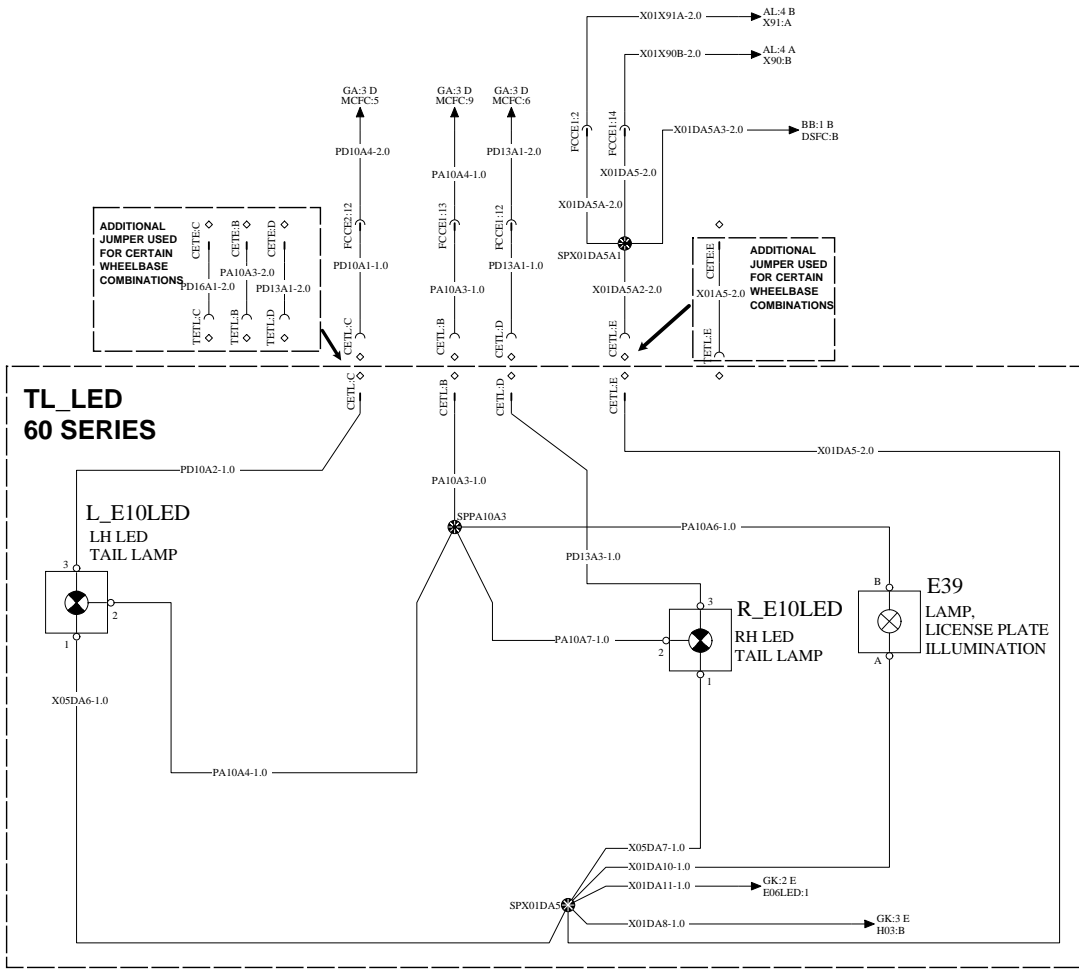 X01X91A-2.0
AL:4 B
X91:A
X01X90B-2.0
AL:4 A
X90:B
GA:3 D
MCFC:5
GA:3 D
MCFC:9
GA:3 D
MCFC:6
FCCE1:2
FCCE1:14
X01DA5A3-2.0
BB:1 B
DSFC:B
PD10A4-2.0
PA10A4-1.0
PD13A1-2.0
X01DA5-2.0
X01DA5A-2.0
FCCE2:12
FCCE1:13
FCCE1:12
SPX01DA5A1
ADDITIONAL
JUMPER USED
FOR CERTAIN
WHEELBASE
COMBINATIONS
CETE:C
CETE:B
CETE:D
PD16A1-2.0
PA10A3-2.0
PD13A1-2.0
TETL:C
TETL:B
TETL:D
PD10A1-1.0
PA10A3-1.0
PD13A1-1.0
X01DA5A2-2.0
CETE:E
X01A5-2.0
TETL:E
ADDITIONAL
JUMPER USED
FOR CERTAIN
WHEELBASE
COMBINATIONS
CETL:C
CETL:B
CETL:D
CETL:E
CETL:C
CETL:B
CETL:D
CETL:E
TL_LED
60 SERIES
PD10A2-1.0
X01DA5-2.0
PA10A3-1.0
L_E10LED
LH LED
TAIL LAMP
3
2
1
SPPA10A3
PA10A6-1.0
PD13A3-1.0
B
E39
LAMP,
LICENSE PLATE
ILLUMINATION
A
3
R_E10LED
RH LED
TAIL LAMP
2
1
PA10A7-1.0
X05DA6-1.0
PA10A4-1.0
X05DA7-1.0
X01DA10-1.0
X01DA11-1.0
GK:2 E
E06LED:1
SPX01DA5
X01DA8-1.0
GK:3 E
H03:B